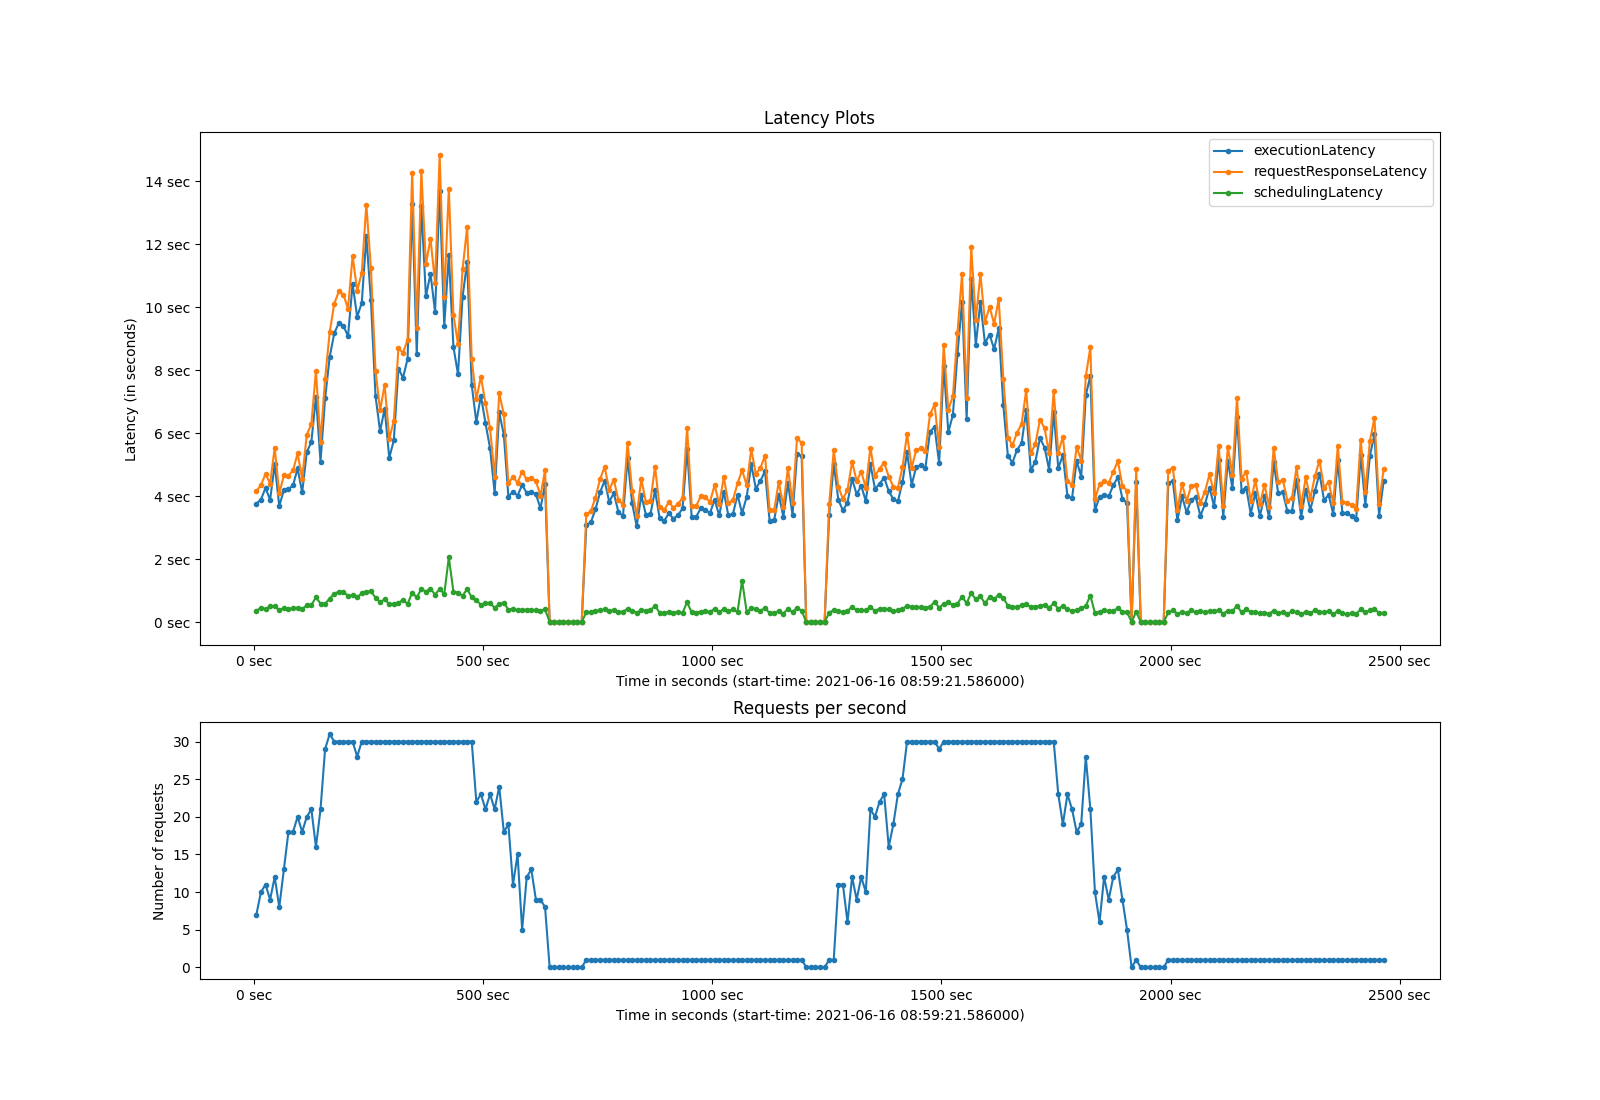 Latency Plots
executionLatency
requestResponseLatency
schedulingLatency
14 sec
12 sec
10 sec
8 sec
6 sec
4 sec
2 sec
0 sec
Latency (in seconds)
0 sec 500 sec 1000 sec 1500 sec 2000 sec 2500 sec
Time in seconds (start-time: 2021-06-16 08:59:21.586000)
Requests per second
30
25
20
15
10
5
0
Number of requests
0 sec 500 sec 1000 sec 1500 sec 2000 sec 2500 sec
Time in seconds (start-time: 2021-06-16 08:59:21.586000)